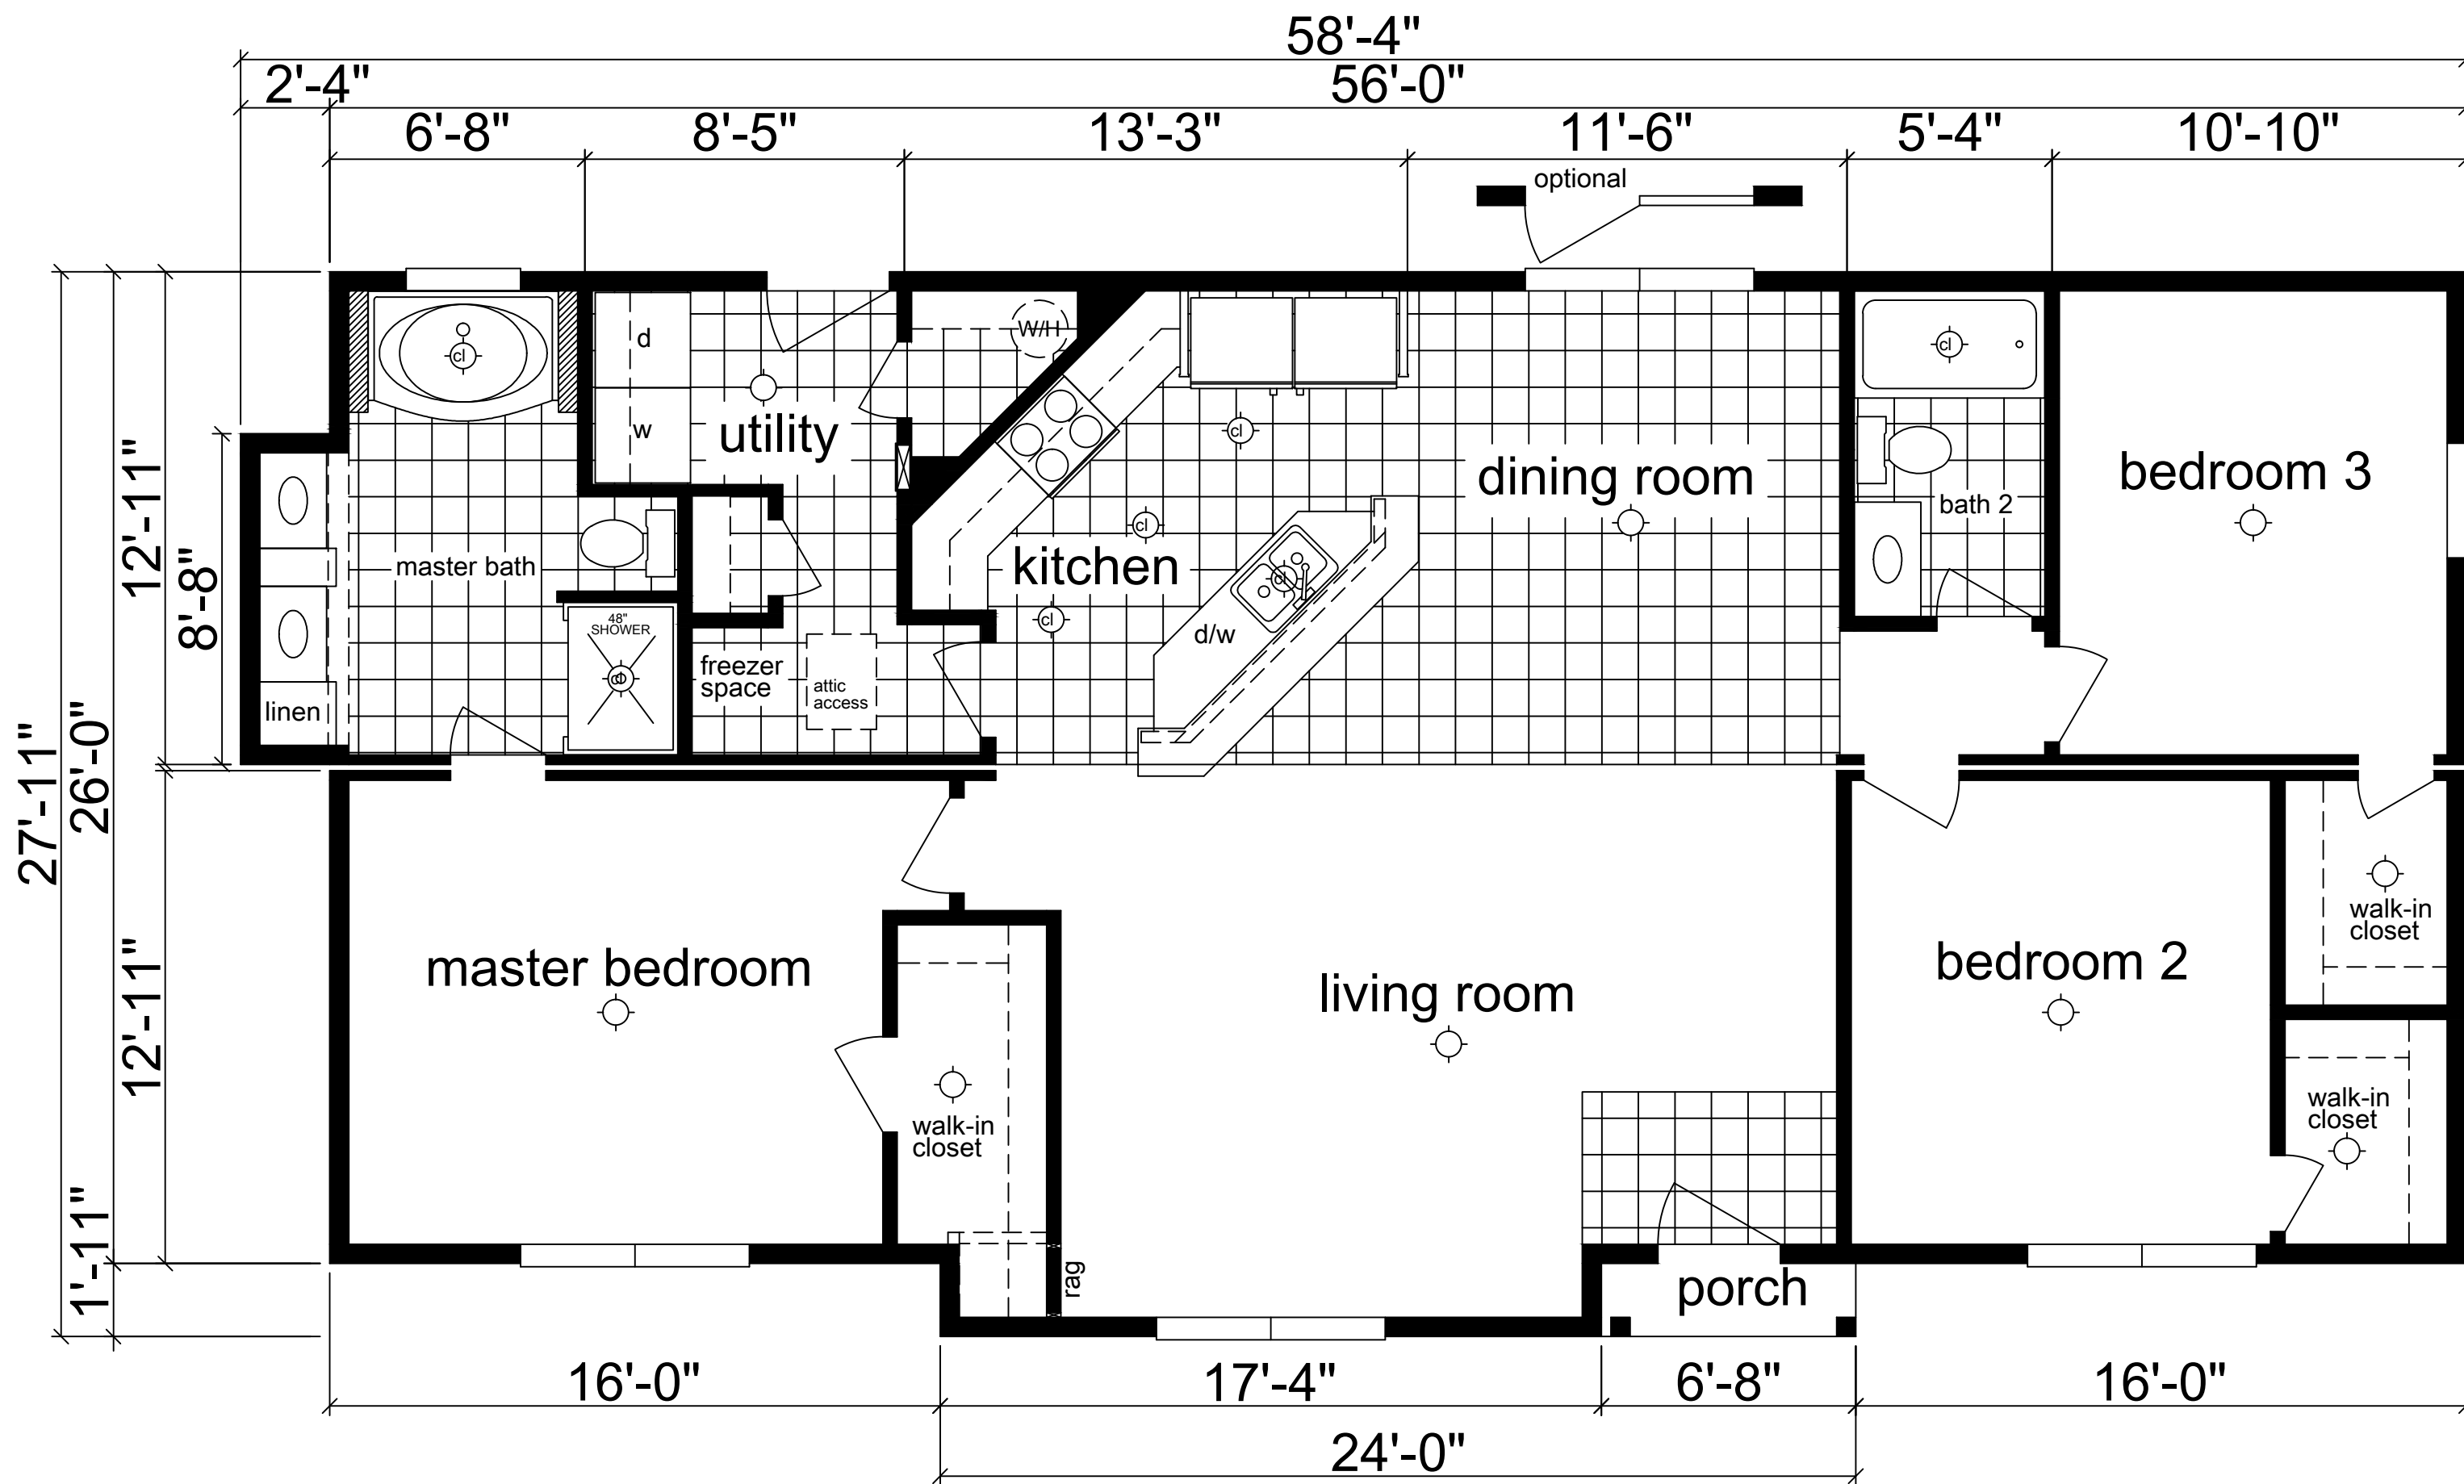 58'-4"
2'-4"
56'-0"
6'-8"
8'-5"
13'-3"
11'-6"
5'-4"
10'-10"
optional
W/H
d
w
utility
cl
cl
cl
cl
cl
cl
cl
dining room
bedroom 3
bath 2
master bath
kitchen
48"
SHOWER
d/w
freezer
space
attic
access
linen
12'-11"
8'-8"
27'-11"
26'-0"
12'-11"
1'-11"
master bedroom
living room
bedroom 2
walk-in
closet
walk-in
closet
walk-in
closet
rag
porch
16'-0"
17'-4"
6'-8"
16'-0"
24'-0"